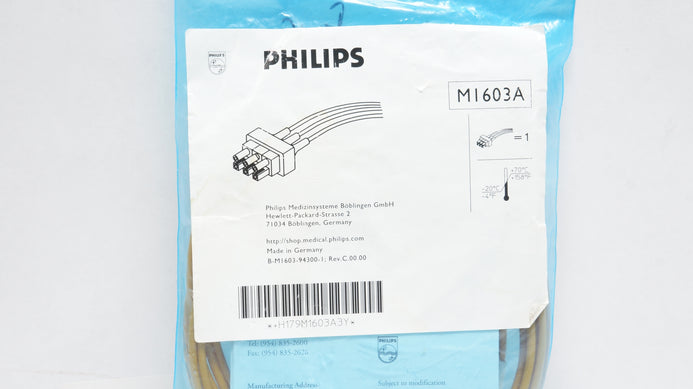 PHILIPS
PHILIPS
M1603A
= 1
+70°C
+158°F
-20°C
-4°F
Philips Medizinsysteme Böblingen GmbH
Hewlett-Packard-Strasse 2
71034 Böblingen, Germany
http://shop.medical.philips.com
Made in Germany
B-M1603-94300-1; Rev.C.00.00
*+H179M1603A3Y*
Tel: (954) 835-2600
Fax: (954) 835-2626
PHILIPS
Manufacturing Address
Subject to modification